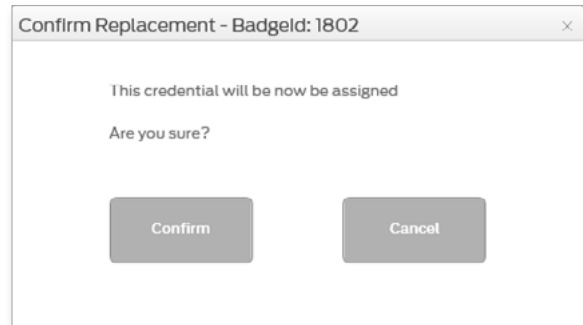 Confirm Replacement - BadgeId: 1802
This credential will be now be assigned
Are you sure?
Confirm
Cancel